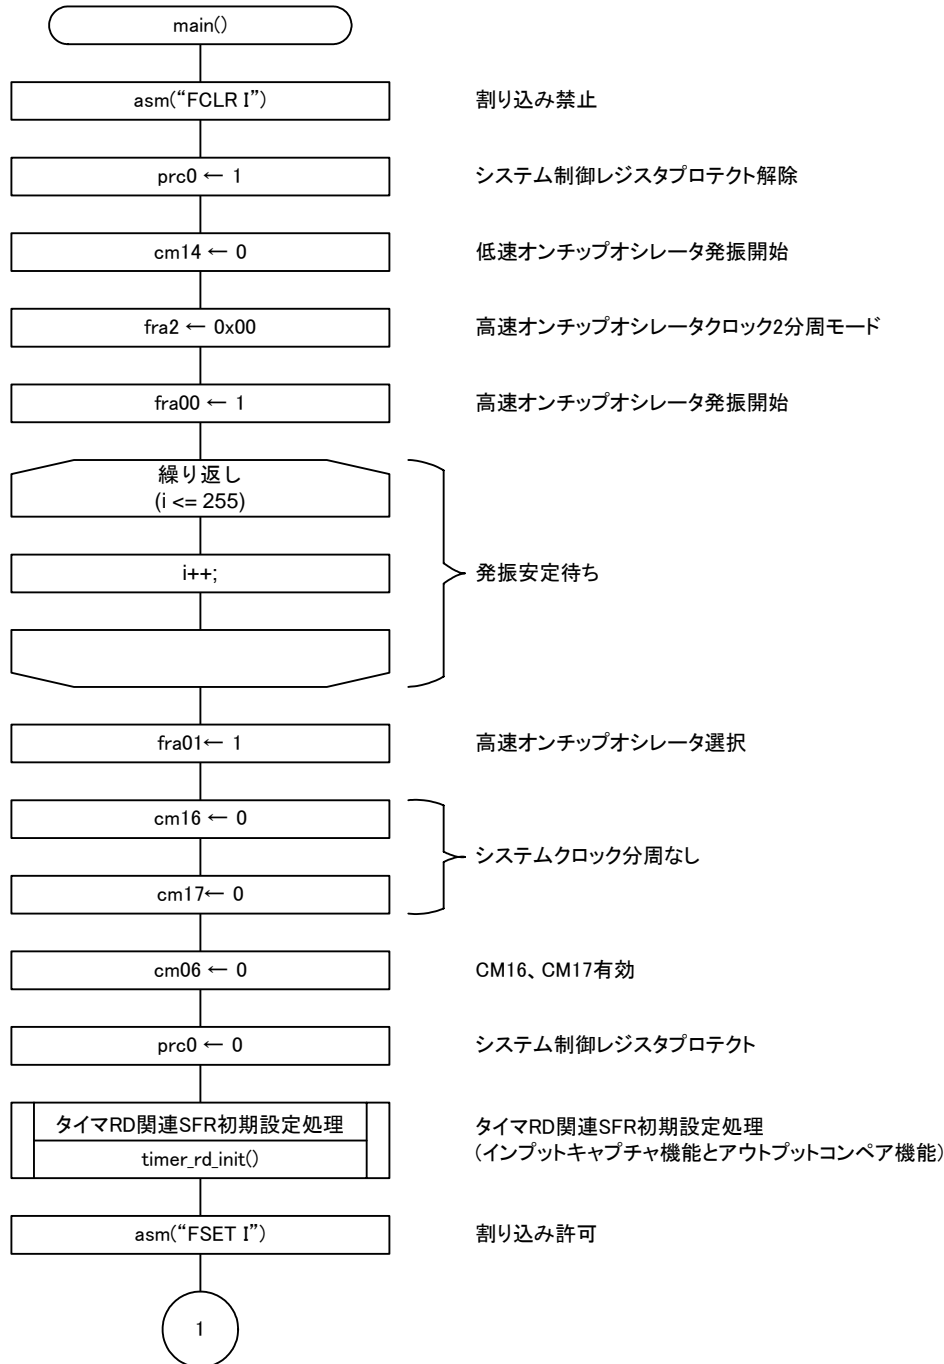 main()
asm(“FCLR I”)
割り込み禁止
prc0 ← 1
システム制御レジスタプロテクト解除
cm14 ← 0
低速オンチップオシレータ発振開始
fra2 ← 0x00
高速オンチップオシレータクロック2分周モード
fra00 ← 1
高速オンチップオシレータ発振開始
繰り返し
(i <= 255)
i++;
発振安定待ち
fra01← 1
高速オンチップオシレータ選択
cm16 ← 0
cm17← 0
システムクロック分周なし
cm06 ← 0
CM16、CM17有効
prc0 ← 0
システム制御レジスタプロテクト
タイマRD関連SFR初期設定処理
timer_rd_init()
タイマRD関連SFR初期設定処理
(インプットキャプチャ機能とアウトプットコンペア機能)
asm(“FSET I”)
割り込み許可
1